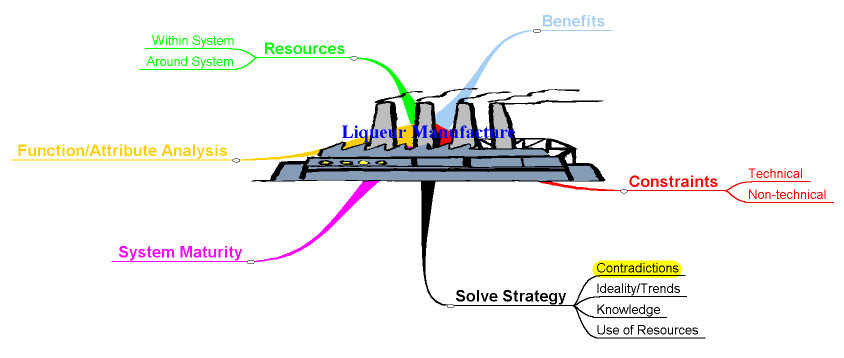 Benefits
Within System
Resources
Around System
Liqueur Manufacture
Function/Attribute Analysis
Technical
Constraints
Non-technical
System Maturity
Contradictions
Ideality/Trends
Solve Strategy
Knowledge
Use of Resources